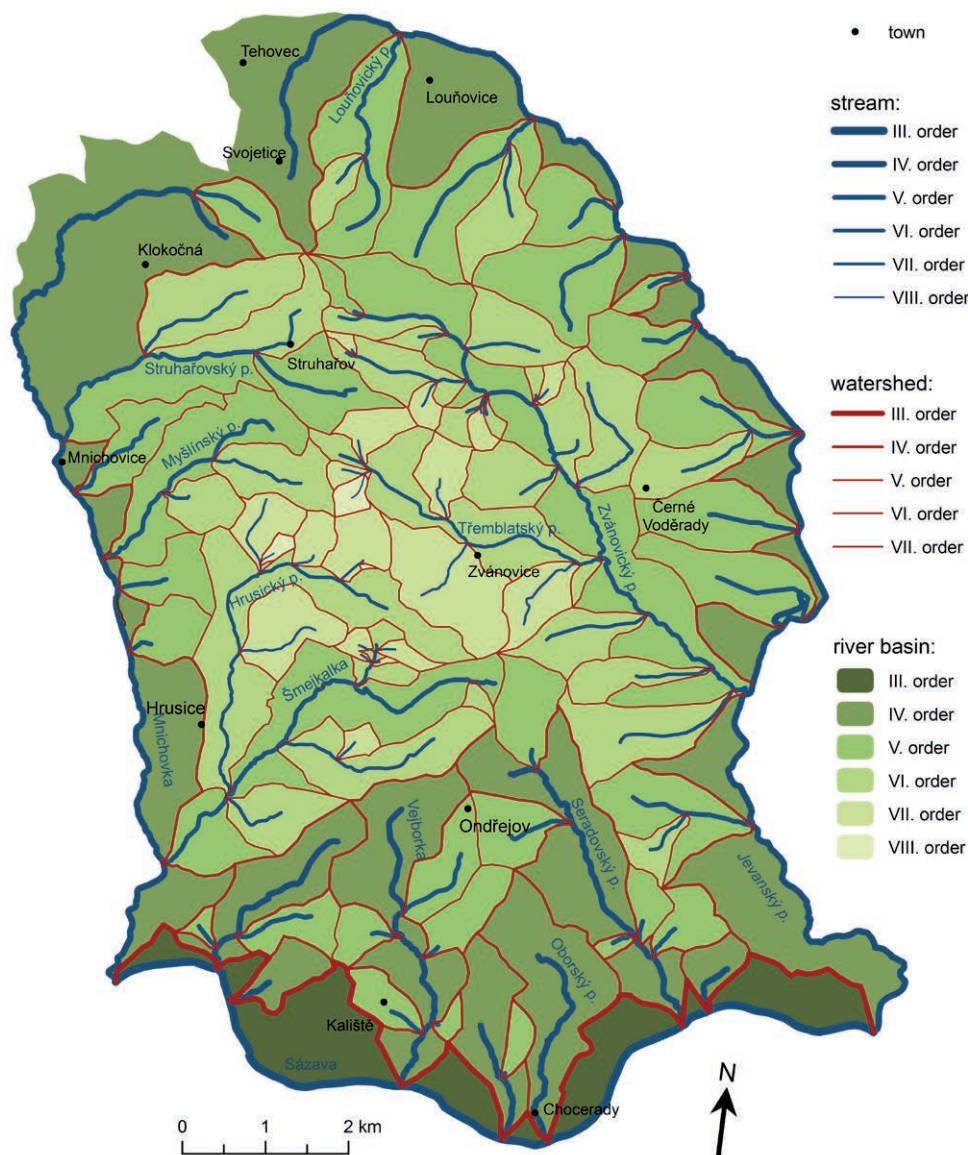 Tehovec
Louňovický p.
Louňovice
Svojetice
Klokočná
Struhařov
Struhařovský p.
Mnichovice
Myšlínský p.
Černé
Voděrady
Zvánovický p.
Třemblatský p.
Zvánovice
Hrusický p.
Šmejkalka
Hrusice
Mnichovka
Vejborka
Ondřejov
Seradovský p.
Jevanský p.
Oborský p.
Kaliště
Sázava
Chocerady
0 1 2 km
N
town
stream:
III. order
IV. order
V. order
VI. order
VII. order
VIII. order
watershed:
III. order
IV. order
V. order
VI. order
VII. order
river basin:
III. order
IV. order
V. order
VI. order
VII. order
VIII. order